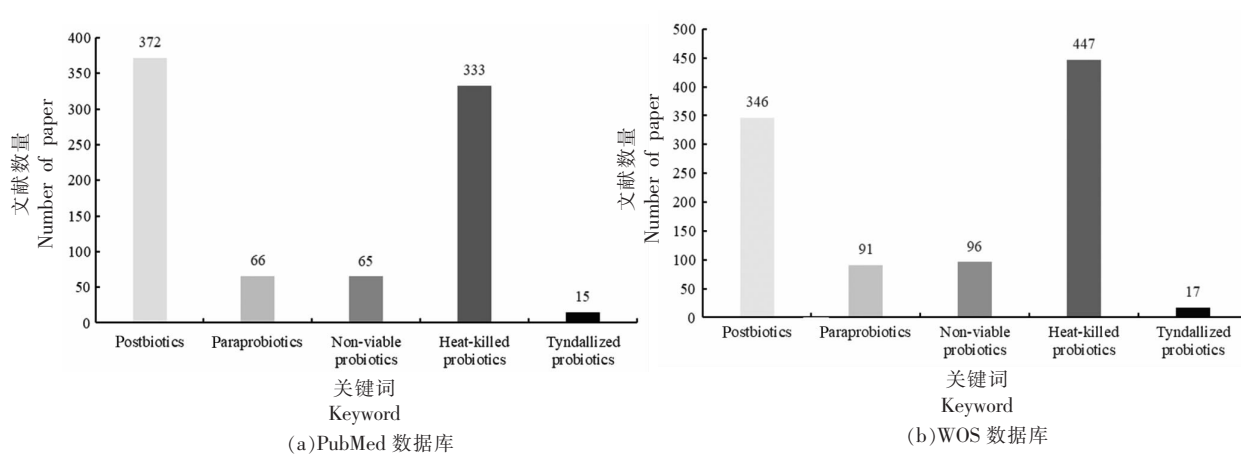 400
350
300
250
200
150
100
50
0
文献数量
Number of paper
372
66
65
333
15
Postbiotics
Paraprobiotics
Non-viable
probiotics
Heat-killed
probiotics
Tyndallized
probiotics
关键词
Keyword
(a)PubMed 数据库
500
450
400
350
300
250
200
150
100
50
0
文献数量
Number of paper
346
91
96
447
17
Postbiotics
Paraprobiotics
Non-viable
probiotics
Heat-killed
probiotics
Tyndallized
probiotics
关键词
Keyword
(b)WOS 数据库